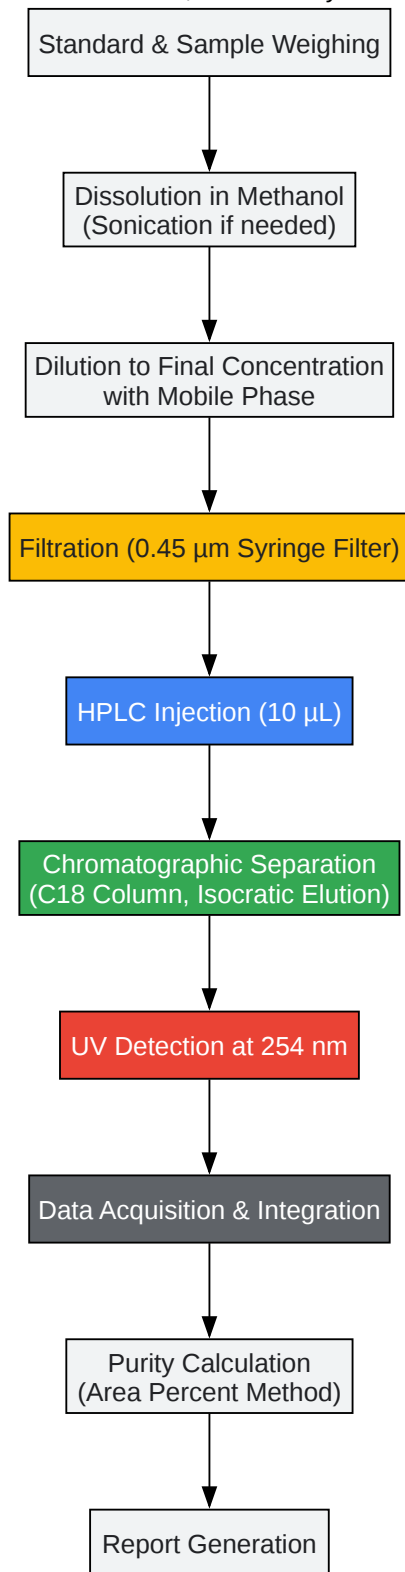 Standard & Sample Weighing
Dissolution in Methanol
(Sonication if needed)
Dilution to Final Concentration
with Mobile Phase
Filtration (0.45 µm Syringe Filter)
HPLC Injection (10 µL)
Chromatographic Separation
(C18 Column, Isocratic Elution)
UV Detection at 254 nm
Data Acquisition & Integration
Purity Calculation
(Area Percent Method)
Report Generation